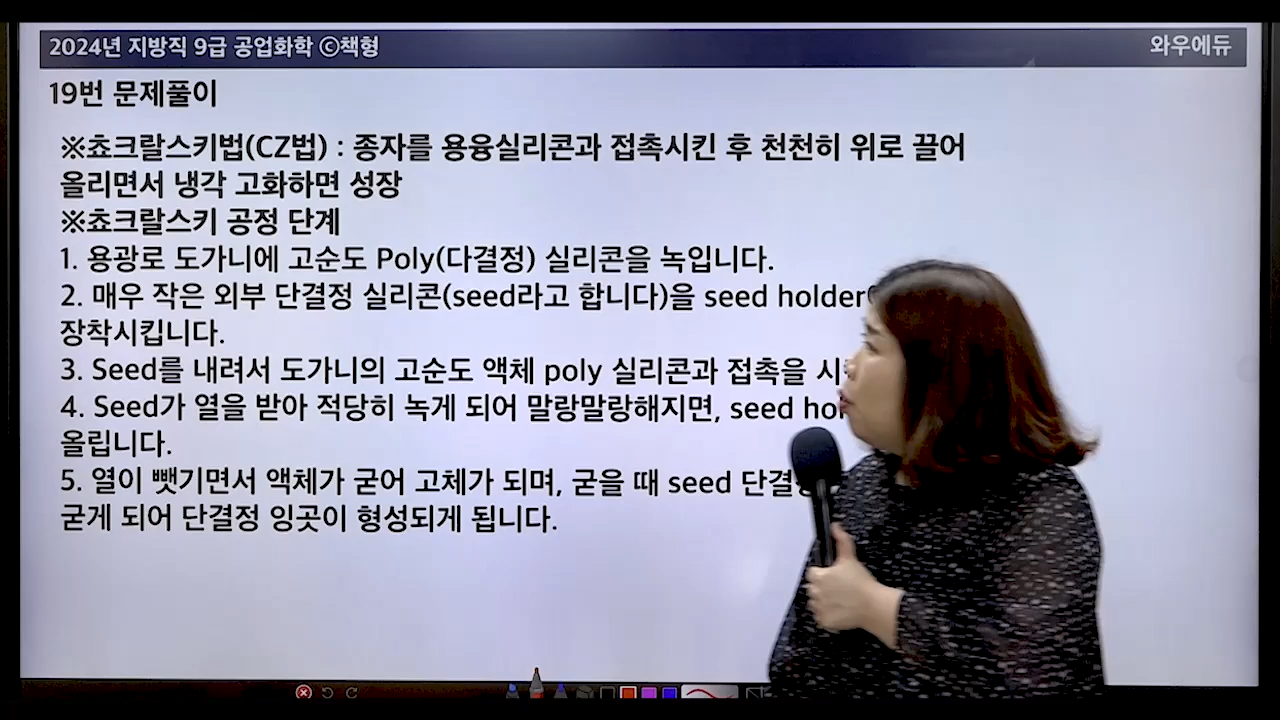 2024년 지방직 9급 공업화학 ⓒ책형
와우에듀
19번 문제풀이
※쵸크랄스키법(CZ법) : 종자를 용융실리콘과 접촉시킨 후 천천히 위로 끌어
올리면서 냉각 고화하면 성장
※쵸크랄스키 공정 단계
1. 용광로 도가니에 고순도 Poly(다결정) 실리콘을 녹입니다.
2. 매우 작은 외부 단결정 실리콘(seed라고 합니다)을 seed holder
장착시킵니다.
3. Seed를 내려서 도가니의 고순도 액체 poly 실리콘과 접촉을
4. Seed가 열을 받아 적당히 녹게 되어 말랑말랑해지면, seed
올립니다.
5. 열이 뺏기면서 액체가 굳어 고체가 되며, 굳을 때 seed
굳게 되어 단결정 잉곳이 형성되게 됩니다.